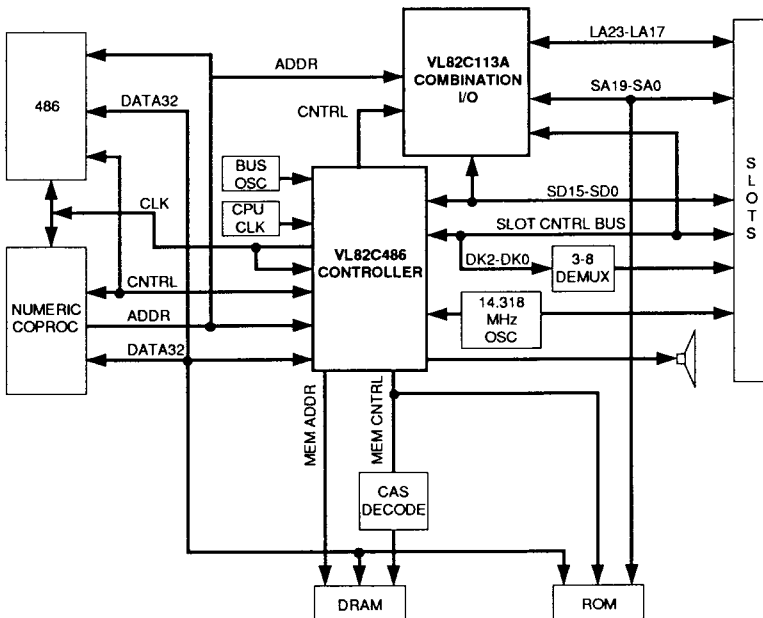 LA23-LA17
VL82C113A
COMBINATION
I/O
ADDR
SA19-SA0
486
DATA32
CNTRL
BUS
OSC
SLOTS
CLK
CPU
CLK
SD15-SD0
SLOT CNTRL BUS
VL82C486
CONTROLLER
DK2-DK0
3-8
DEMUX
NUMERIC
COPROC
CNTRL
ADDR
14.318
MHz
OSC
DATA32
MEM ADDR
MEM CNTRL
CAS
DECODE
DRAM
ROM